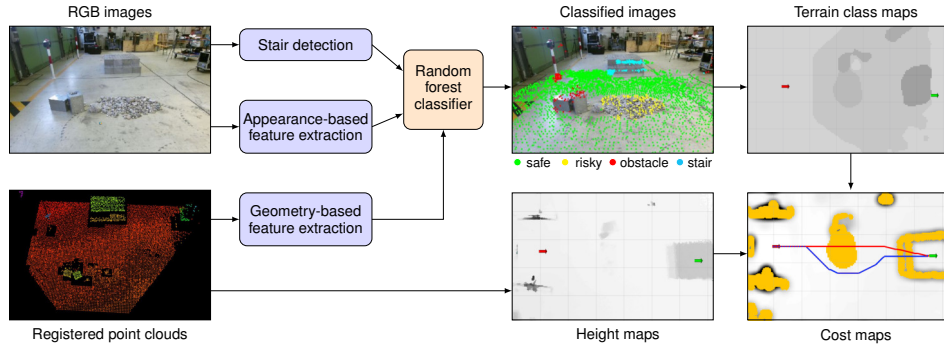 RGB images
Classified images
Terrain class maps
Stair detection
Random
forest
classifier
Appearance-based
feature extraction
safe
risky
obstacle
stair
Geometry-based
feature extraction
Registered point clouds
Height maps
Cost maps